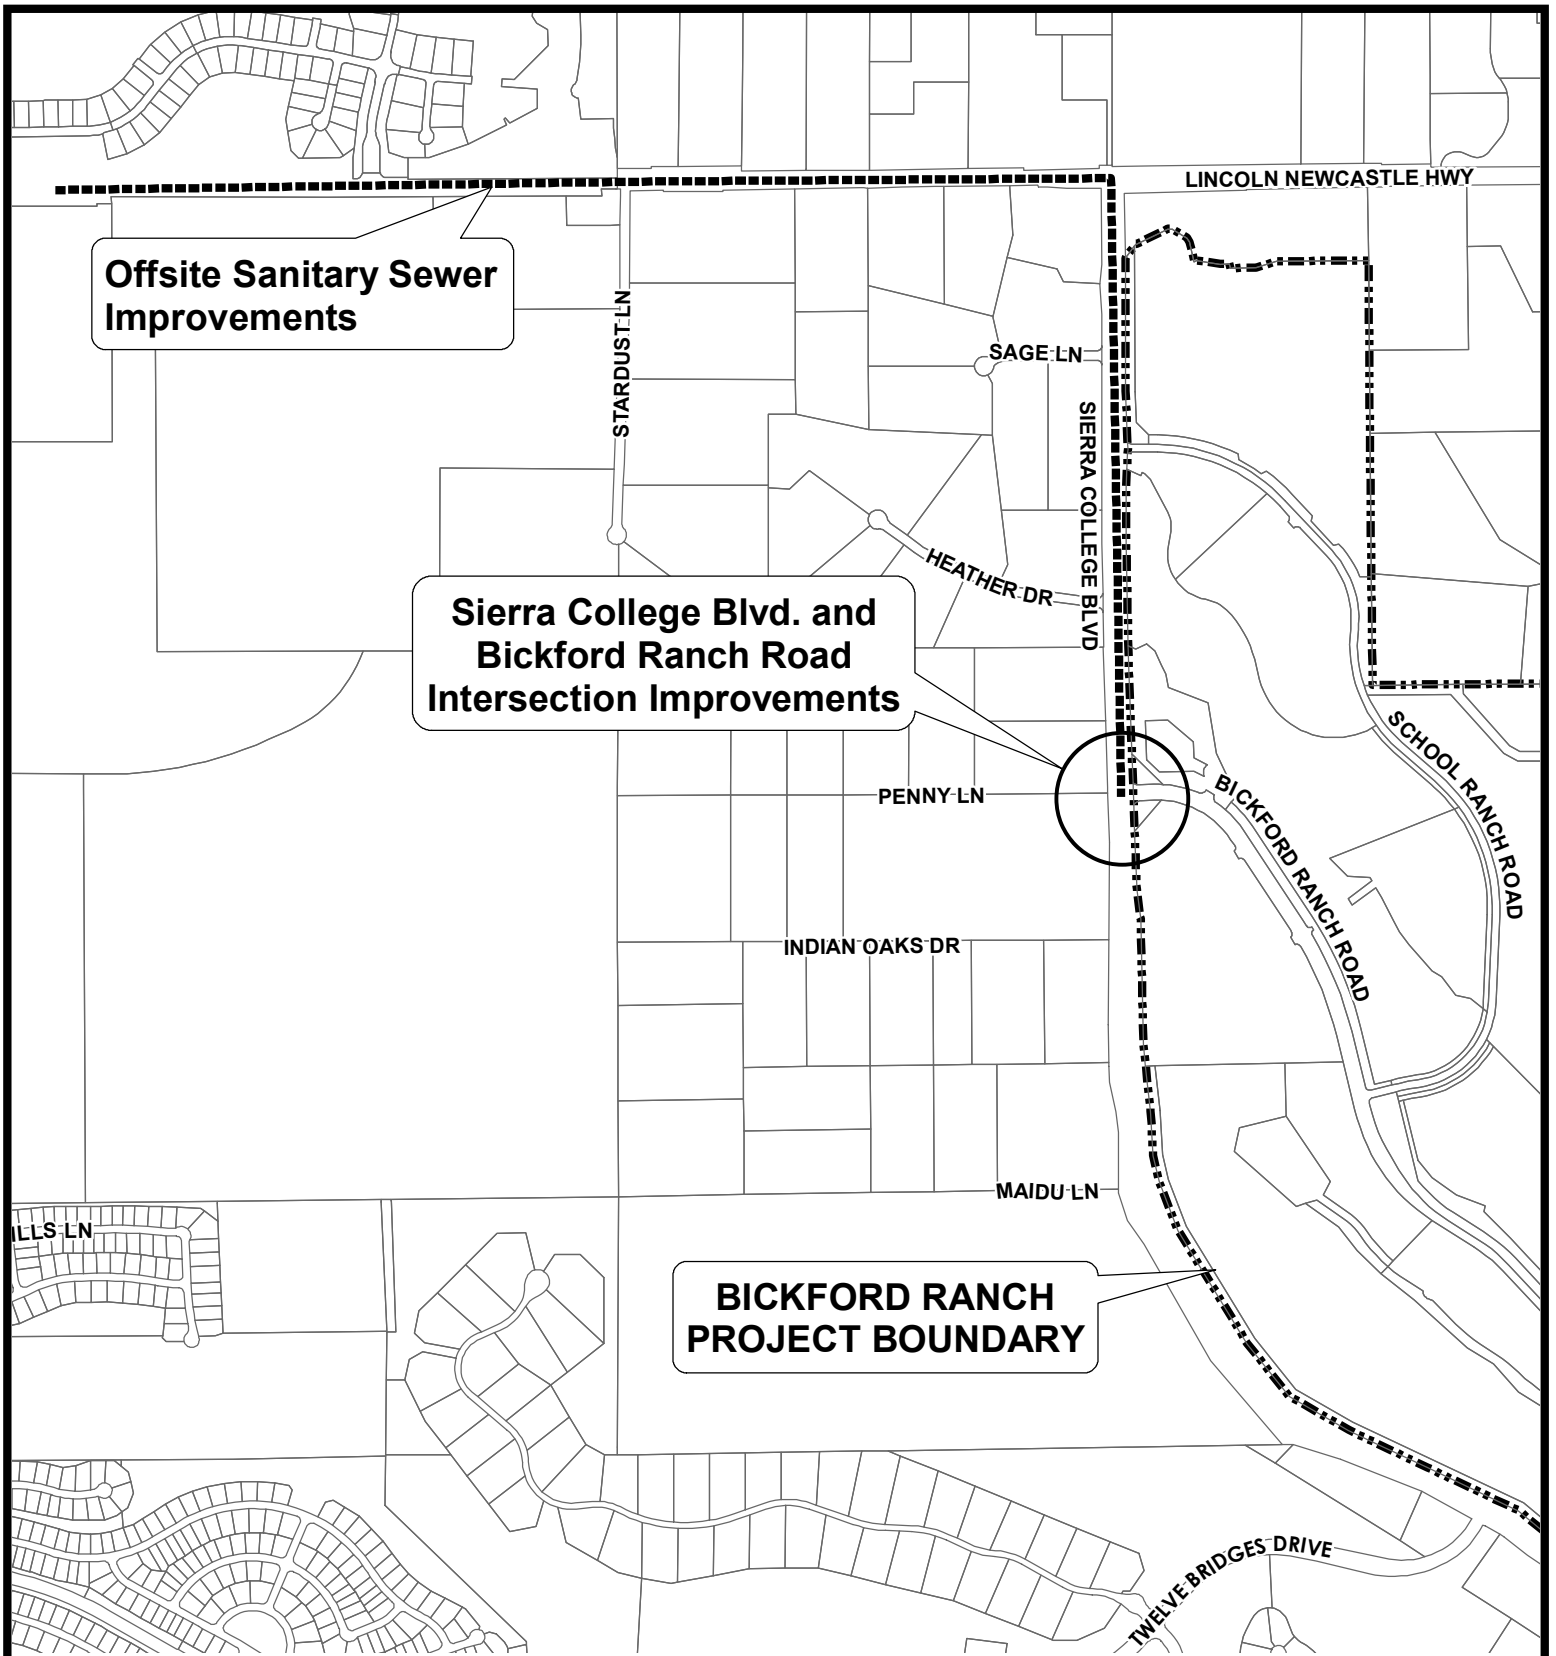 LINCOLN NEWCASTLE HWY
Offsite Sanitary Sewer
Improvements
STARDUST LN
SAGE LN
SIERRA COLLEGE BLVD
HEATHER DR
Sierra College Blvd. and
Bickford Ranch Road
Intersection Improvements
SCHOOL RANCH ROAD
PENNY LN
BICKFORD RANCH ROAD
INDIAN OAKS DR
MAIDU LN
ILLS LN
BICKFORD RANCH
PROJECT BOUNDARY
TWELVE BRIDGES DRIVE